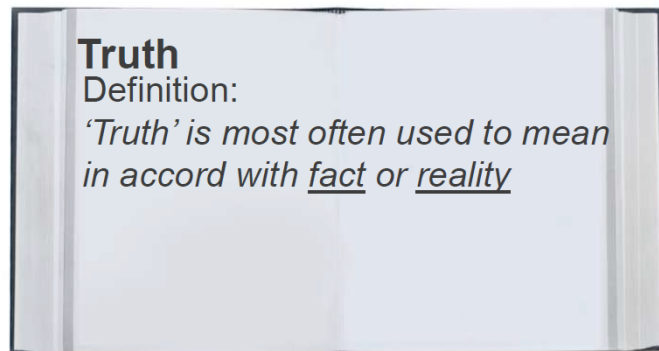 Truth
Definition:
‘Truth’ is most often used to mean
in accord with fact or reality